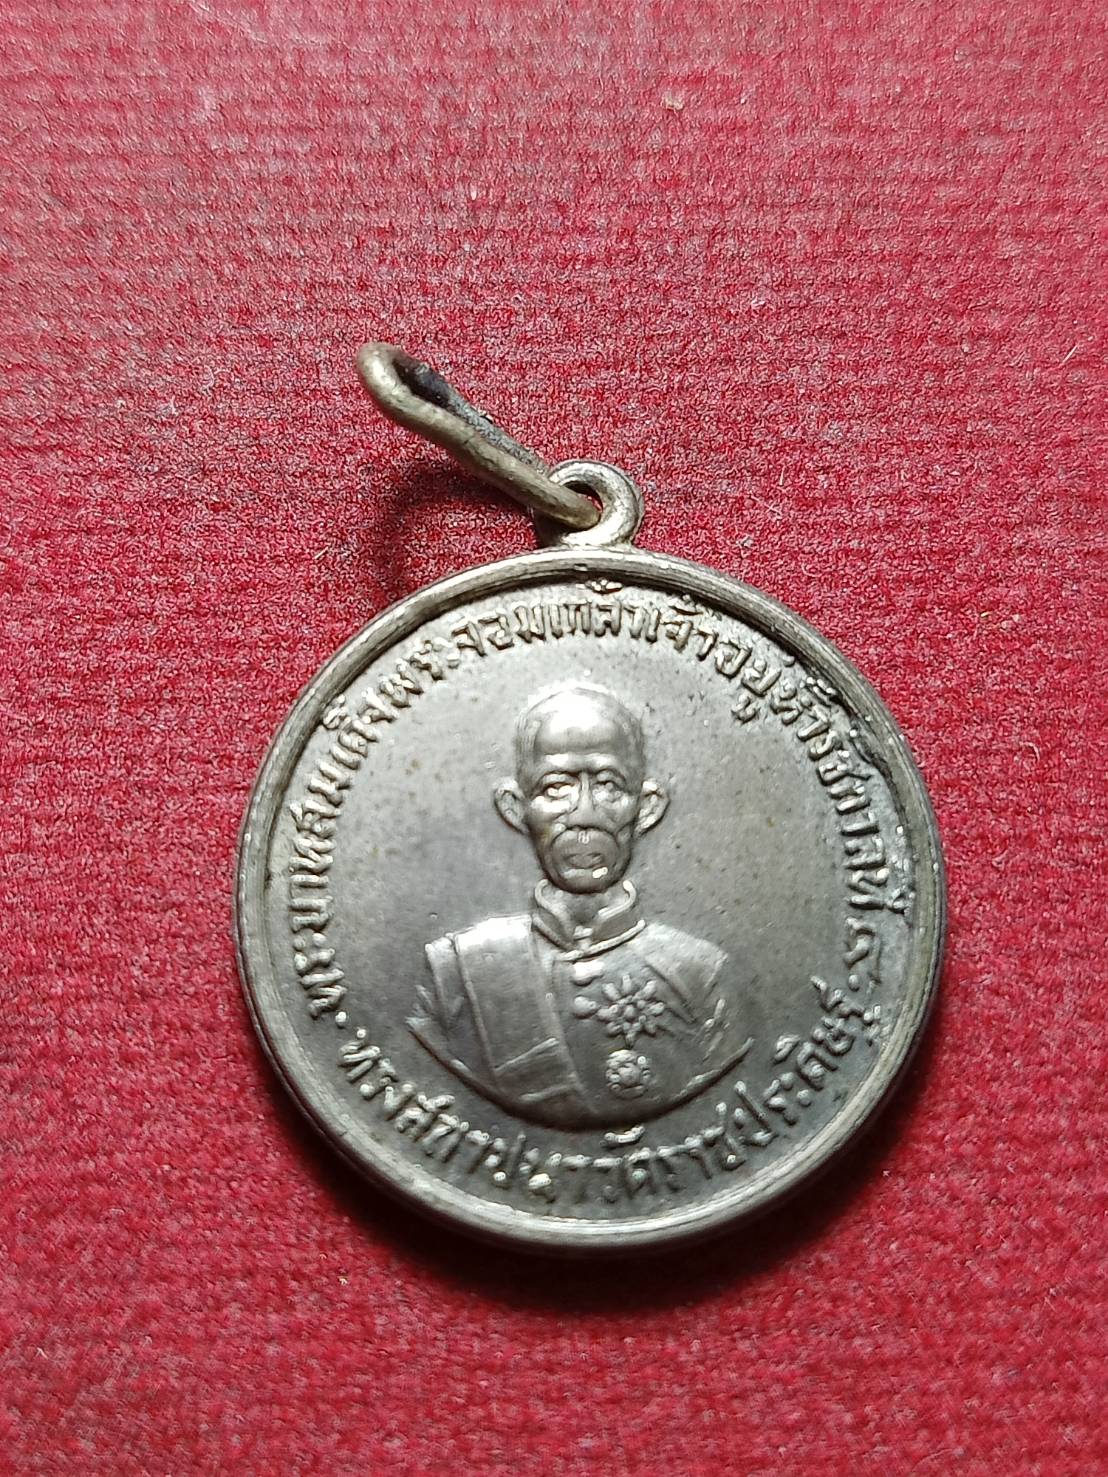 พระบาทสมเด็จพระจอมเกล้าเจ้าอยู่หัวรัชกาลที่๔
ทรงสถาปนาวัดราชประดิษฐ์